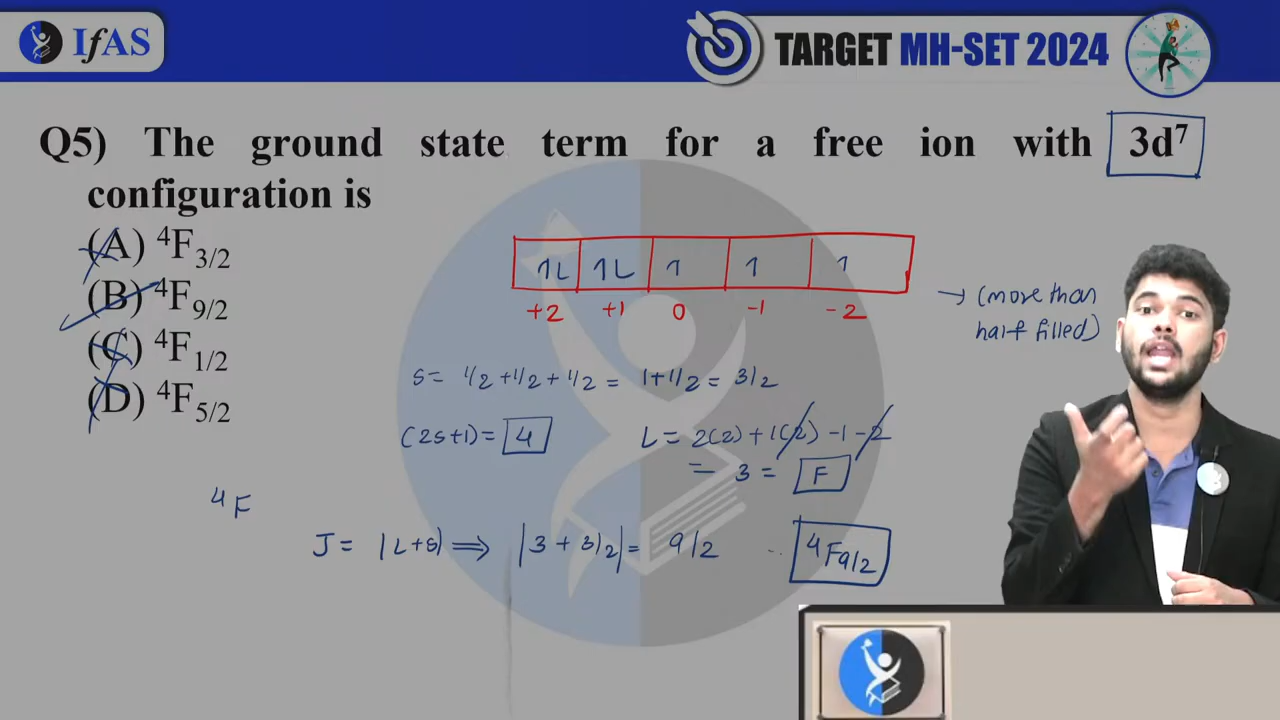 IfAS
TARGET MH-SET 2024
Q5) The ground state term for a free ion with 3d⁷
configuration is
(A) ⁴F₃/₂
(B) ⁴F₉/₂
(C) ⁴F₁/₂
(D) ⁴F₅/₂
1L 1L 1 1 1
+2 +1 0 -1 -2
→ (more than
half filled)
S = 1/2 + 1/2 + 1/2 = 1+1/2 = 3/2
(2s+1) = 4
L = 2(2) + 1(2) - 1 - 2
= 3 = F
⁴F
J = |L+S| ⟹ |3 + 3/2| = 9/2 ∴ ⁴F9/2